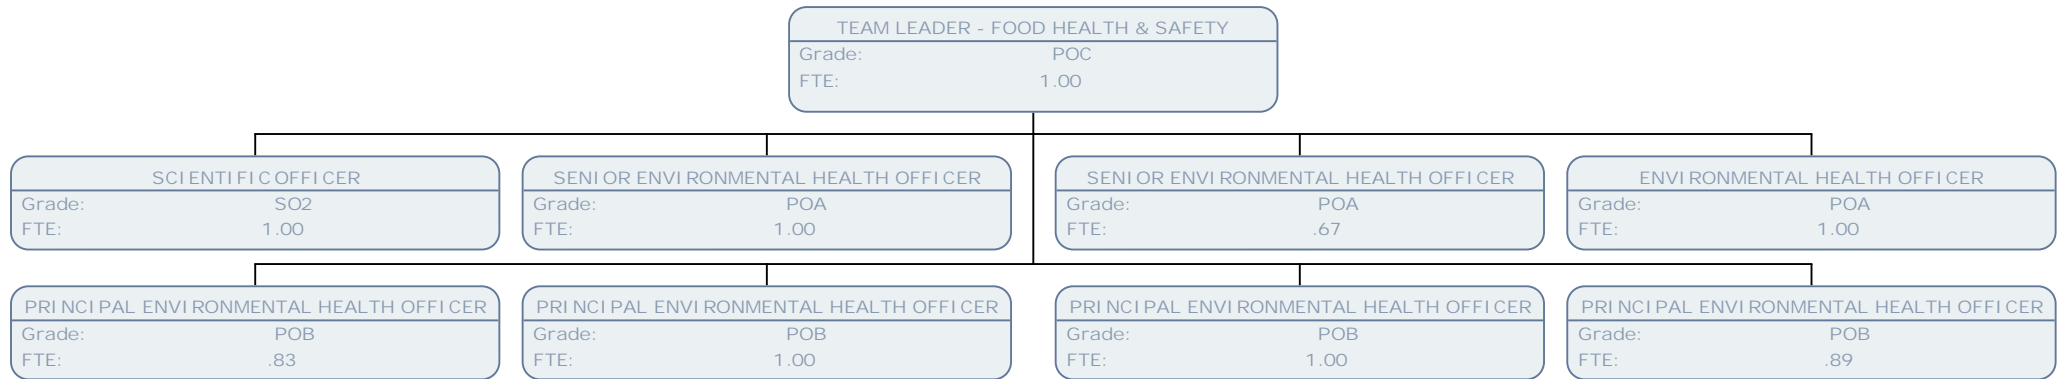 TEAM LEADER - FOOD HEALTH & SAFETY
Grade: POC
FTE: 1.00
SCIENTIFIC OFFICER
Grade: SO2
FTE: 1.00
SENIOR ENVIRONMENTAL HEALTH OFFICER
Grade: POA
FTE: 1.00
SENIOR ENVIRONMENTAL HEALTH OFFICER
Grade: POA
FTE: .67
ENVIRONMENTAL HEALTH OFFICER
Grade: POA
FTE: 1.00
PRINCIPAL ENVIRONMENTAL HEALTH OFFICER
Grade: POB
FTE: .83
PRINCIPAL ENVIRONMENTAL HEALTH OFFICER
Grade: POB
FTE: 1.00
PRINCIPAL ENVIRONMENTAL HEALTH OFFICER
Grade: POB
FTE: 1.00
PRINCIPAL ENVIRONMENTAL HEALTH OFFICER
Grade: POB
FTE: .89